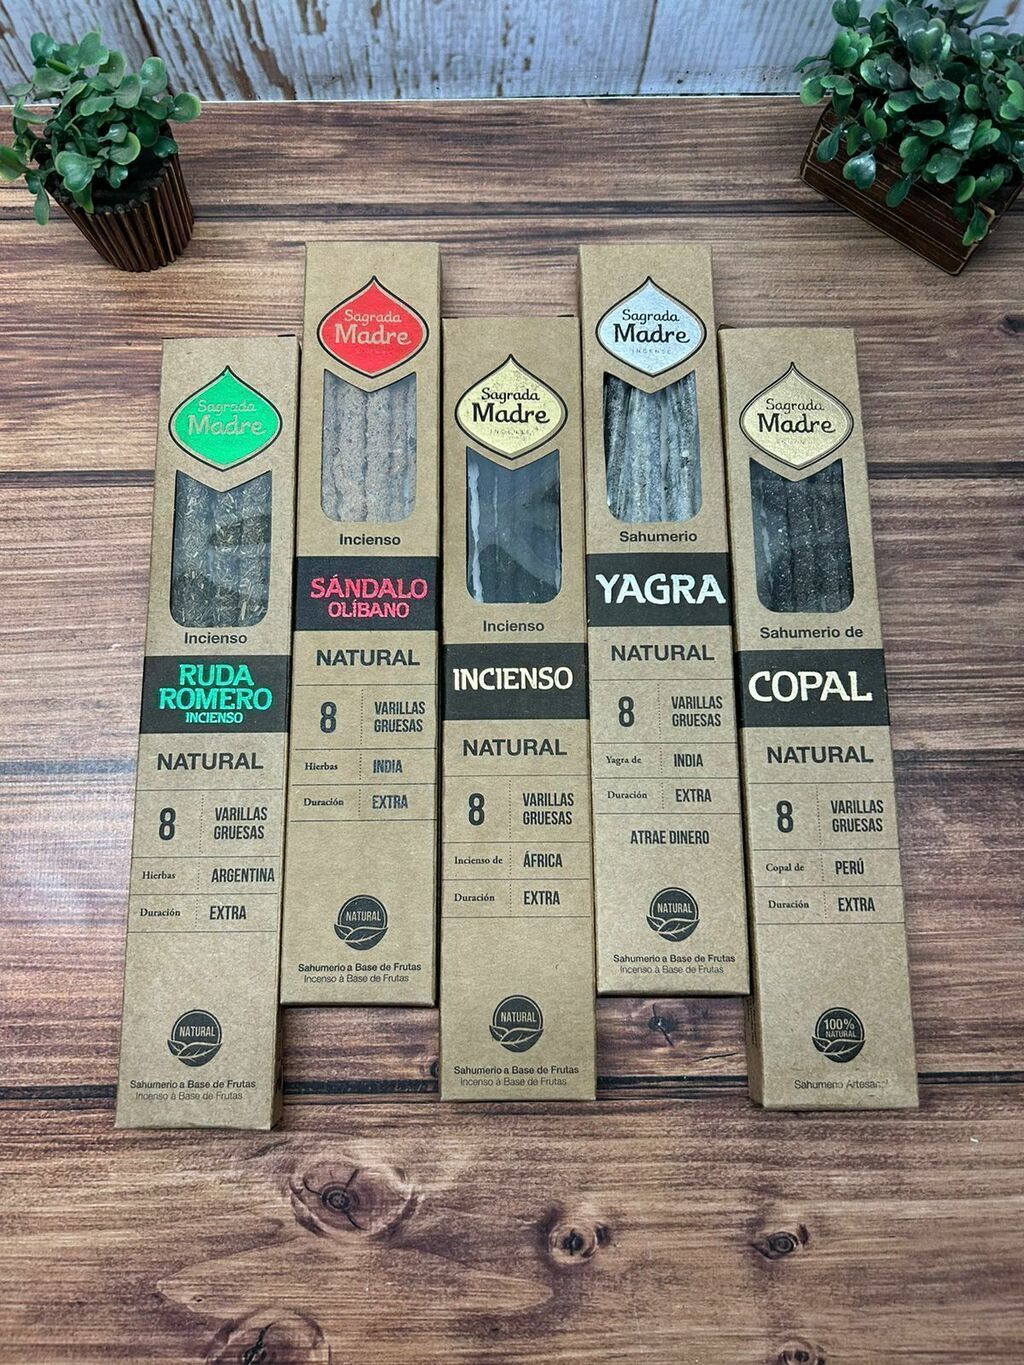 Sagrada
Madre
Incienso
RUDA
ROMERO
INCIENSO
NATURAL
8 VARILLAS
GRUESAS
Hierbas ARGENTINA
Duración EXTRA
NATURAL
Sahumerio a Base de Frutas
Incenso à Base de Frutas
Sagrada
Madre
Incienso
SÁNDALO
OLÍBANO
NATURAL
8 VARILLAS
GRUESAS
Hierbas INDIA
Duración EXTRA
NATURAL
Sahumerio a Base de Frutas
Incenso à Base de Frutas
Sagrada
Madre
INCENSE
Incienso
INCIENSO
NATURAL
8 VARILLAS
GRUESAS
Incienso de ÁFRICA
Duración EXTRA
NATURAL
Sahumerio a Base de Frutas
Incenso à Base de Frutas
Sagrada
Madre
INCENSE
Sahumerio
YAGRA
NATURAL
8 VARILLAS
GRUESAS
Yagra de INDIA
Duración EXTRA
ATRAE DINERO
NATURAL
Sahumerio a Base de Frutas
Incenso à Base de Frutas
Sagrada
Madre
Sahumerio de
COPAL
NATURAL
8 VARILLAS
GRUESAS
Copal de PERÚ
Duración EXTRA
100%
NATURAL
Sahumerio